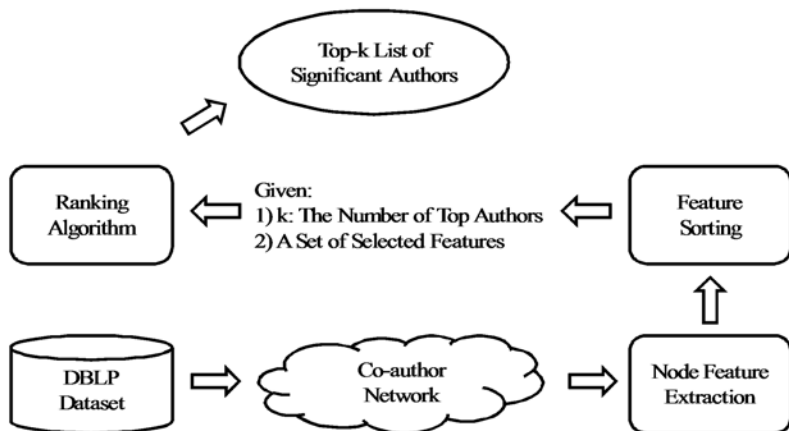 Top-k List of
Significant Authors
Ranking
Algorithm
Given:
1) k: The Number of Top Authors
2) A Set of Selected Features
Feature
Sorting
DBLP
Dataset
Co-author
Network
Node Feature
Extraction